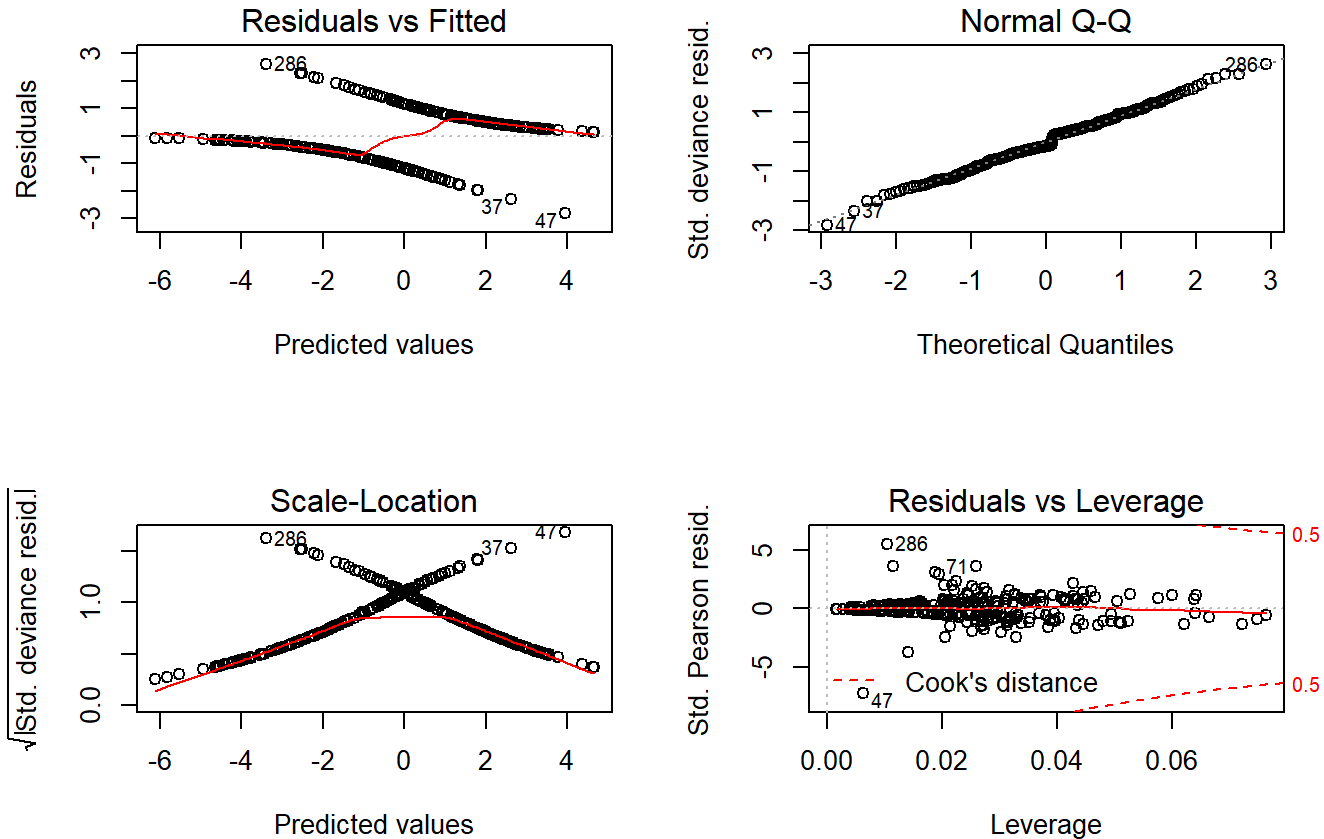 Residuals vs Fitted
Residuals
3
1
-1
-3
286
37
47
-6 -4 -2 0 2 4
Predicted values
Normal Q-Q
Std. deviance resid.
3
1
-1
-3
286
37
47
-3 -2 -1 0 1 2 3
Theoretical Quantiles
Scale-Location
√|Std. deviance resid.|
1.0
0.0
286
37
47
-6 -4 -2 0 2 4
Predicted values
Residuals vs Leverage
Std. Pearson resid.
5
0
-5
286
71
47
0.5
0.5
Cook's distance
0.00 0.02 0.04 0.06
Leverage